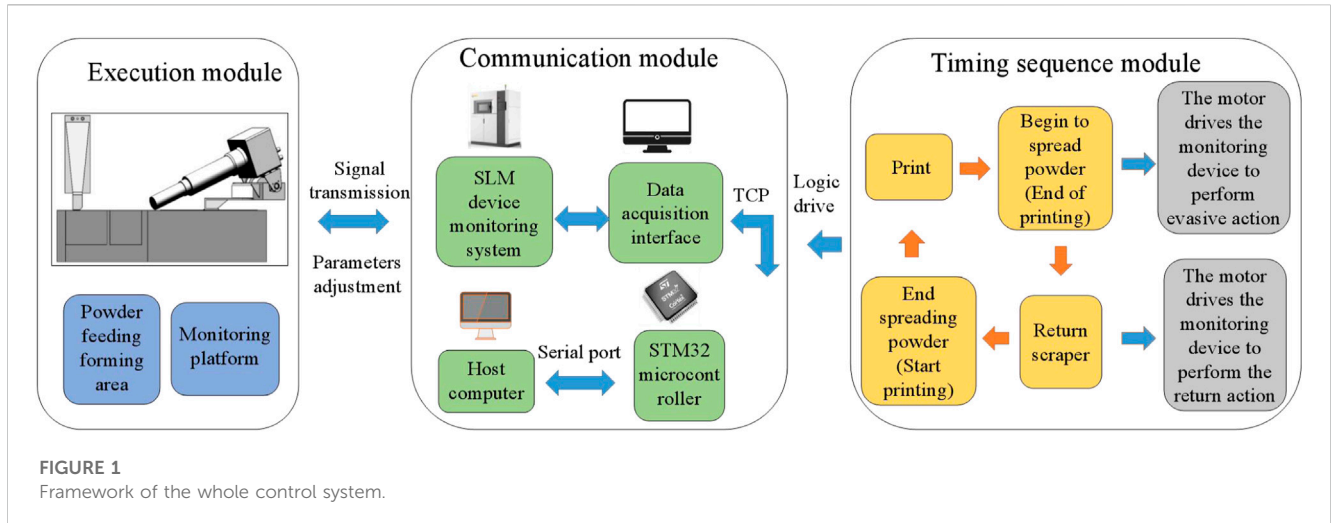 Execution module
Powder
feeding
forming
area
Monitoring
platform
Signal
transmission
Parameters
adjustment
Communication module
SLM
device
monitoring
system
Data
acquisition
interface
TCP
Host
computer
Serial port
STM32
STM32
microcont
roller
Logic
drive
Timing sequence module
Print
Begin to
spread
powder
(End of
printing)
The motor
drives the
monitoring
device to
perform
evasive action
End
spreading
powder
(Start
printing)
Return
scraper
The motor
drives the
monitoring
device to
perform the
return action
FIGURE 1
Framework of the whole control system.